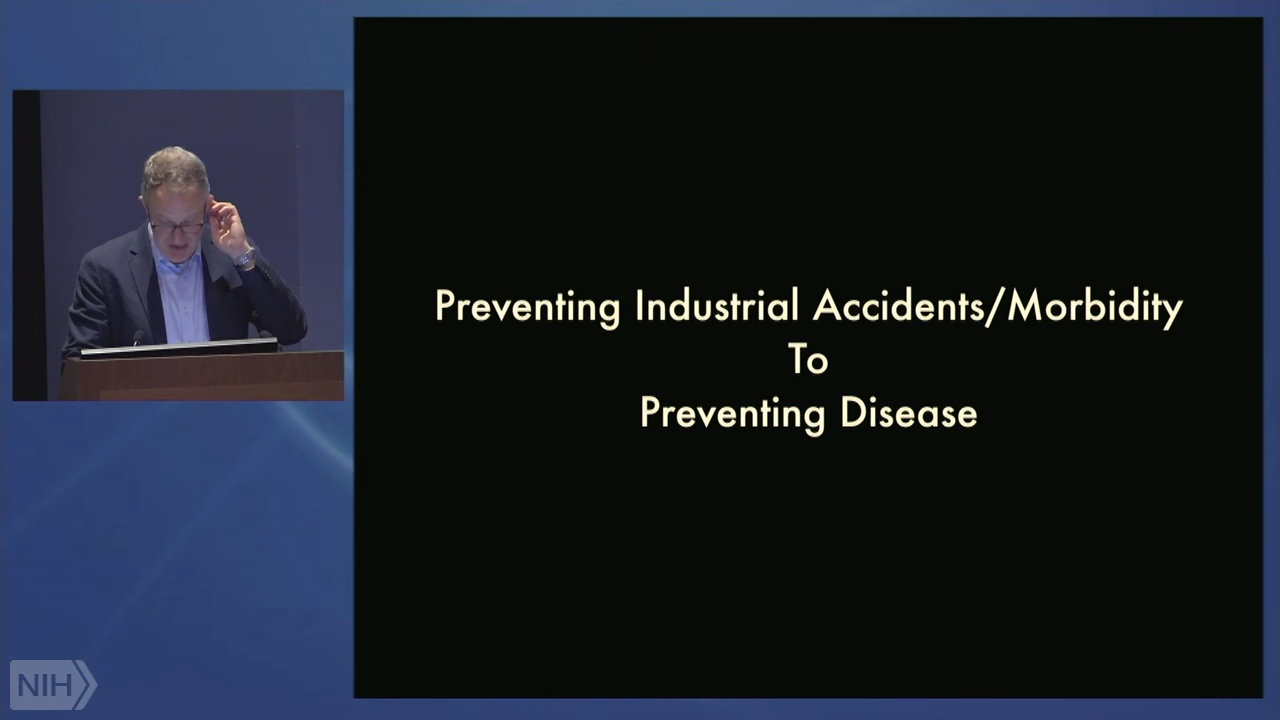 Preventing Industrial Accidents/Morbidity
To
Preventing Disease
NIH